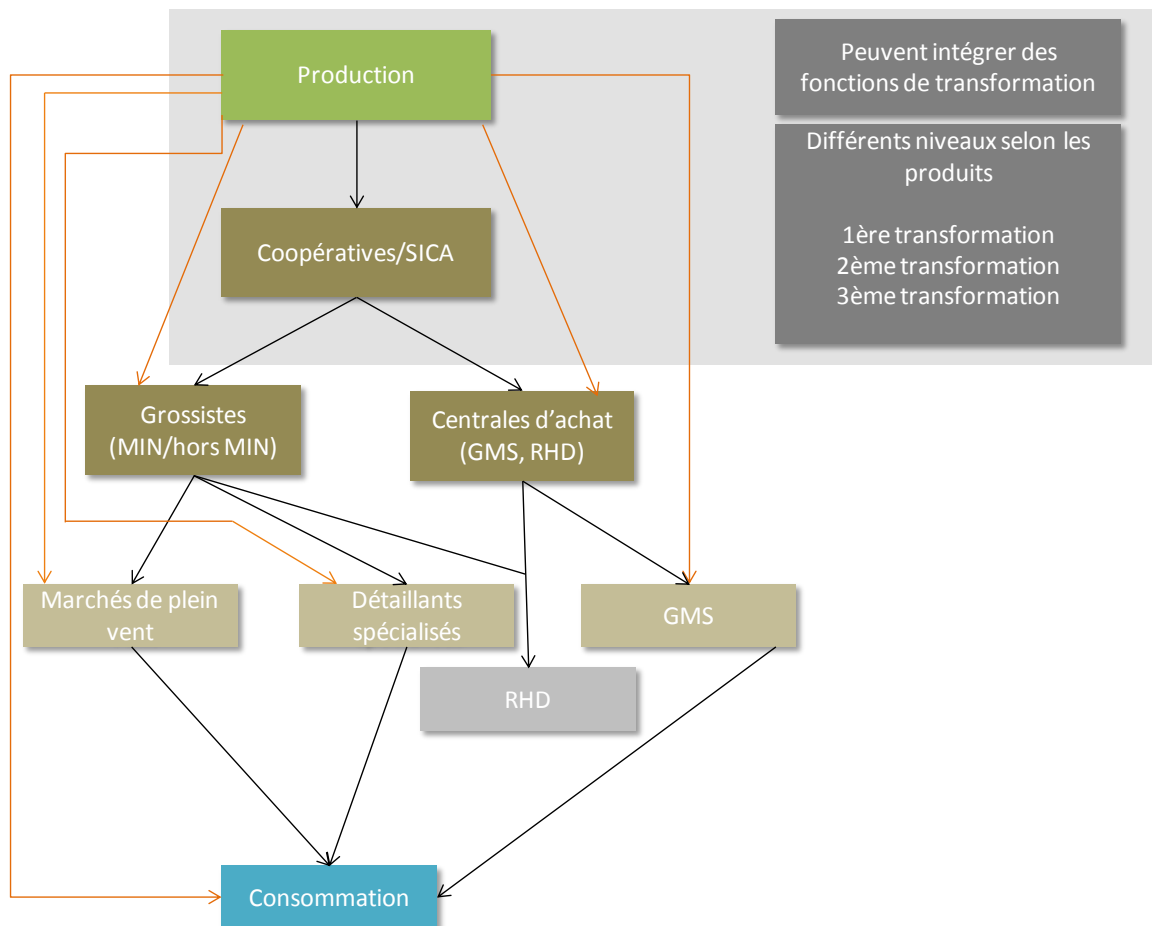 Production
Peuvent intégrer des
fonctions de transformation
Différents niveaux selon les
produits
1ère transformation
2ème transformation
3ème transformation
Coopératives/SICA
Grossistes
(MIN/hors MIN)
Centrales d'achat
(GMS, RHD)
Marchés de plein
vent
Détaillants
spécialisés
GMS
RHD
Consommation